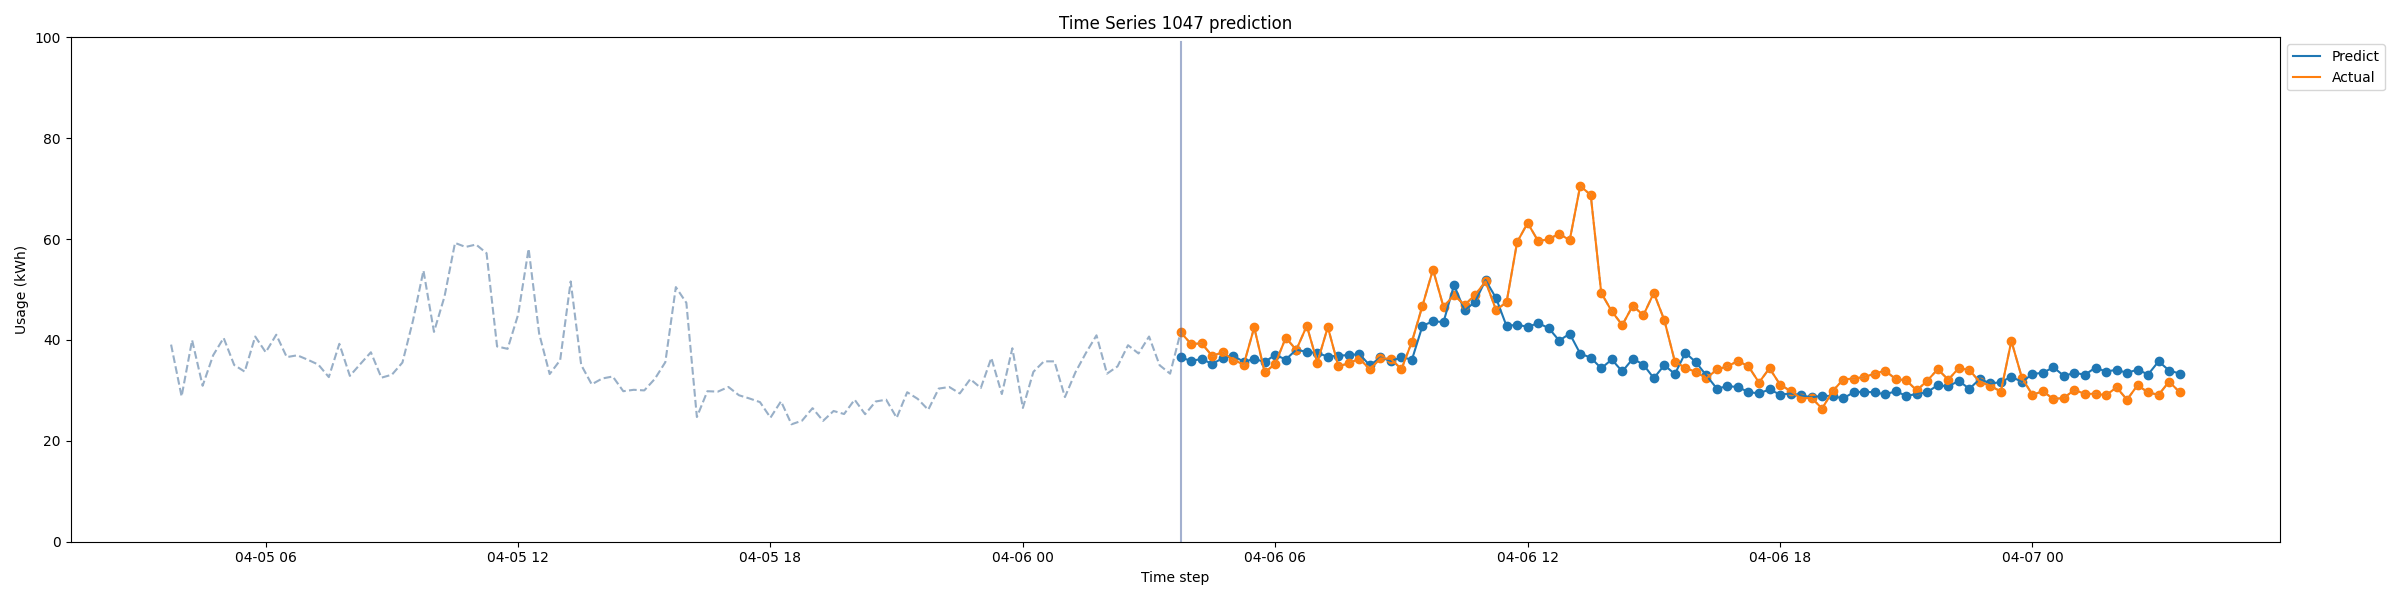 Time Series 1047 prediction
Predict
Actual
Usage (kWh)
100
80
60
40
20
0
04-05 06
04-05 12
04-05 18
04-06 00
04-06 06
04-06 12
04-06 18
04-07 00
Time step